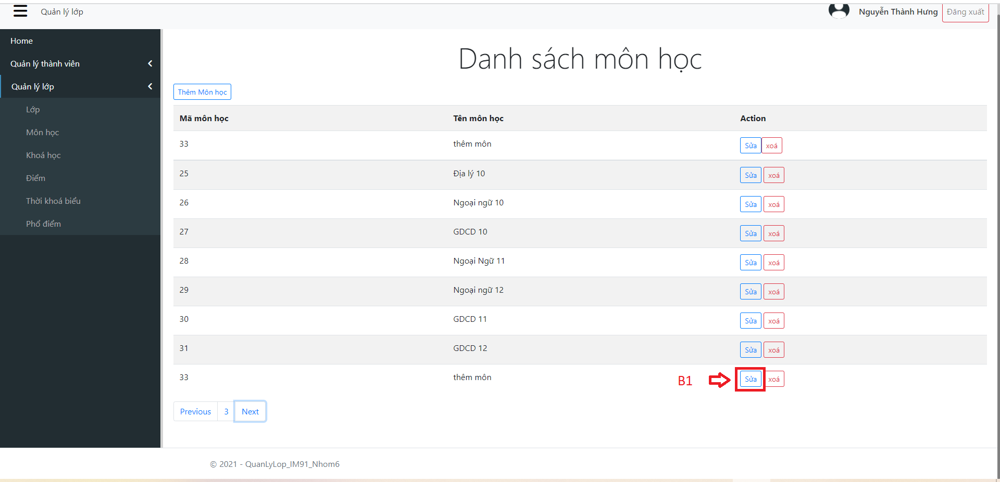 Quản lý lớp
Nguyễn Thành Hưng Đăng xuất
Home
Quản lý thành viên
Quản lý lớp
Lớp
Môn học
Khoá học
Điểm
Thời khoá biểu
Phổ điểm
Danh sách môn học
Thêm Môn học
Mã môn học Tên môn học Action
33 thêm môn Sửa xoá
25 Địa lý 10 Sửa xoá
26 Ngoại ngữ 10 Sửa xoá
27 GDCD 10 Sửa xoá
28 Ngoại Ngữ 11 Sửa xoá
29 Ngoại ngữ 12 Sửa xoá
30 GDCD 11 Sửa xoá
31 GDCD 12 Sửa xoá
33 thêm môn B1 Sửa xoá
Previous 3 Next
© 2021 - QuanLyLop_IM91_Nhom6